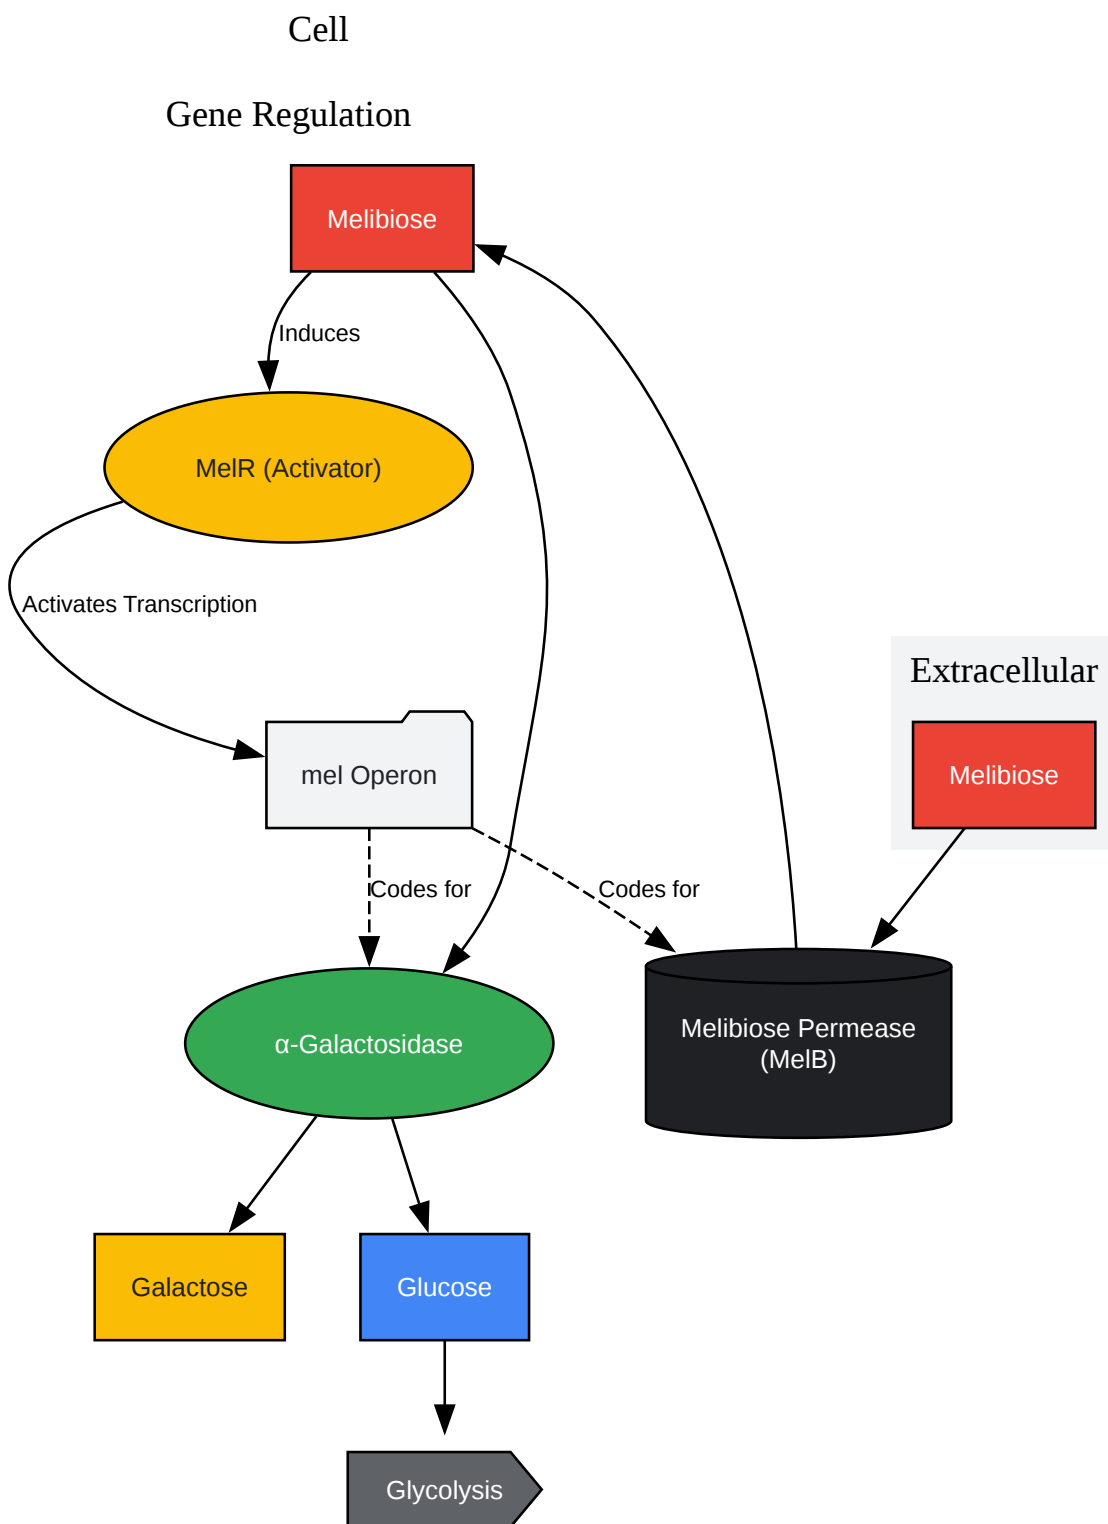 Cell
Gene Regulation
Melibiose
Induces
MelR (Activator)
Activates Transcription
Extracellular
mel Operon
Melibiose
Codes for
Codes for
Melibiose Permease
(MelB)
α-Galactosidase
Galactose
Glucose
Glycolysis